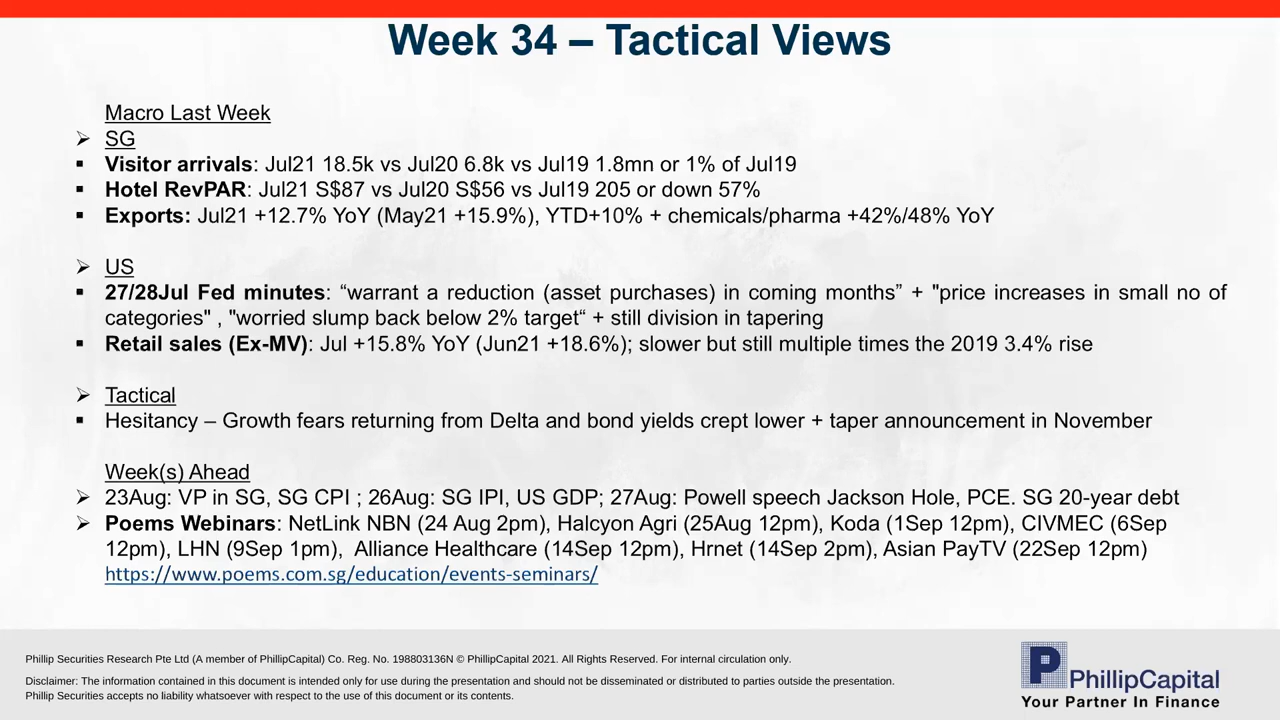 Week 34 – Tactical Views
Macro Last Week
➢ SG
▪ Visitor arrivals: Jul21 18.5k vs Jul20 6.8k vs Jul19 1.8mn or 1% of Jul19
▪ Hotel RevPAR: Jul21 S$87 vs Jul20 S$56 vs Jul19 205 or down 57%
▪ Exports: Jul21 +12.7% YoY (May21 +15.9%), YTD+10% + chemicals/pharma +42%/48% YoY
➢ US
▪ 27/28Jul Fed minutes: “warrant a reduction (asset purchases) in coming months” + "price increases in small no of
categories" , "worried slump back below 2% target“ + still division in tapering
▪ Retail sales (Ex-MV): Jul +15.8% YoY (Jun21 +18.6%); slower but still multiple times the 2019 3.4% rise
➢ Tactical
▪ Hesitancy – Growth fears returning from Delta and bond yields crept lower + taper announcement in November
Week(s) Ahead
➢ 23Aug: VP in SG, SG CPI ; 26Aug: SG IPI, US GDP; 27Aug: Powell speech Jackson Hole, PCE. SG 20-year debt
➢ Poems Webinars: NetLink NBN (24 Aug 2pm), Halcyon Agri (25Aug 12pm), Koda (1Sep 12pm), CIVMEC (6Sep
12pm), LHN (9Sep 1pm), Alliance Healthcare (14Sep 12pm), Hrnet (14Sep 2pm), Asian PayTV (22Sep 12pm)
https://www.poems.com.sg/education/events-seminars/
Phillip Securities Research Pte Ltd (A member of PhillipCapital) Co. Reg. No. 198803136N © PhillipCapital 2021. All Rights Reserved. For internal circulation only.
Disclaimer: The information contained in this document is intended only for use during the presentation and should not be disseminated or distributed to parties outside the presentation.
Phillip Securities accepts no liability whatsoever with respect to the use of this document or its contents.
PhillipCapital
Your Partner In Finance